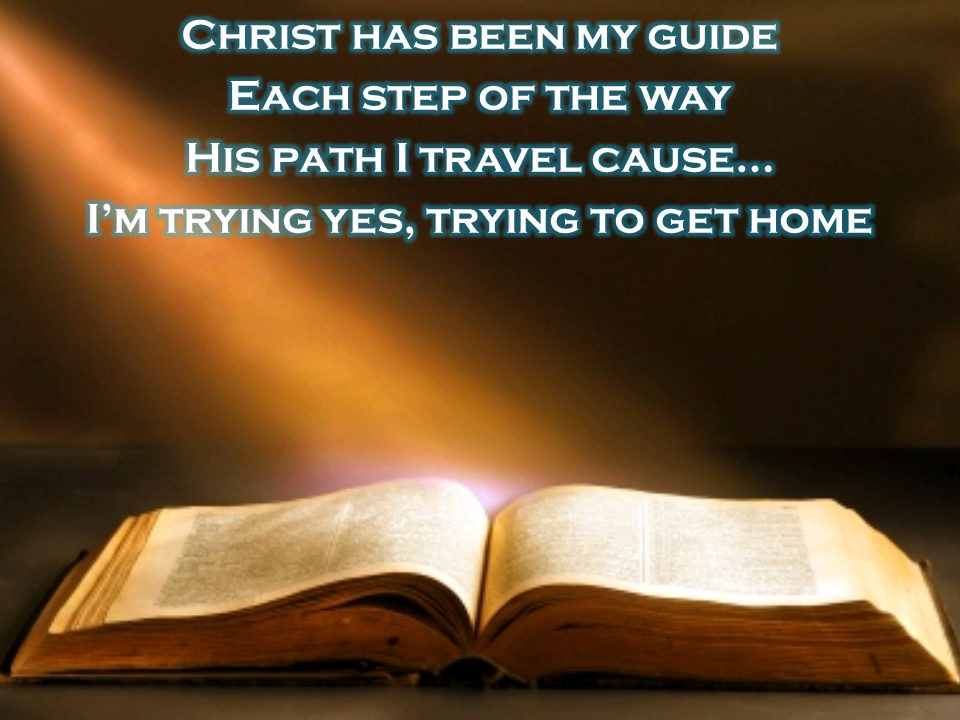 Christ has been my guide
Each step of the way
His path I travel cause…
I’m trying yes, trying to get home